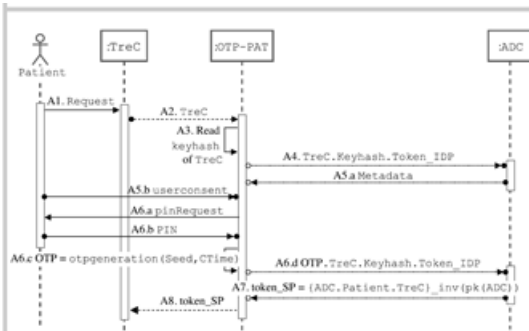 :TreC
:OTP-PAT
:ADC
Patient
A1. Request
A2. TreC
A3. Read
keyhash
of TreC
A4. TreC.Keyhash.Token_IDP
A5.a Metadata
A5.b userconsent
A6.a pinRequest
A6.b PIN
A6.c OTP = otpgeneration(Seed,CTime)
A6.d OTP.TreC.Keyhash.Token_IDP
A7. token_SP = {ADC.Patient.TreC}_inv(pk(ADC))
A8. token_SP